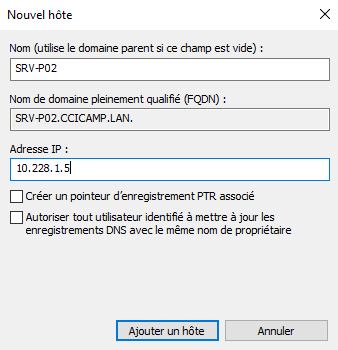 Nouvel hôte
Nom (utilise le domaine parent si ce champ est vide) :
SRV-P02
Nom de domaine pleinement qualifié (FQDN) :
SRV-P02.CCICAMP.LAN.
Adresse IP :
10.228.1.5
Créer un pointeur d'enregistrement PTR associé
Autoriser tout utilisateur identifié à mettre à jour les
enregistrements DNS avec le même nom de propriétaire
Ajouter un hôte
Annuler